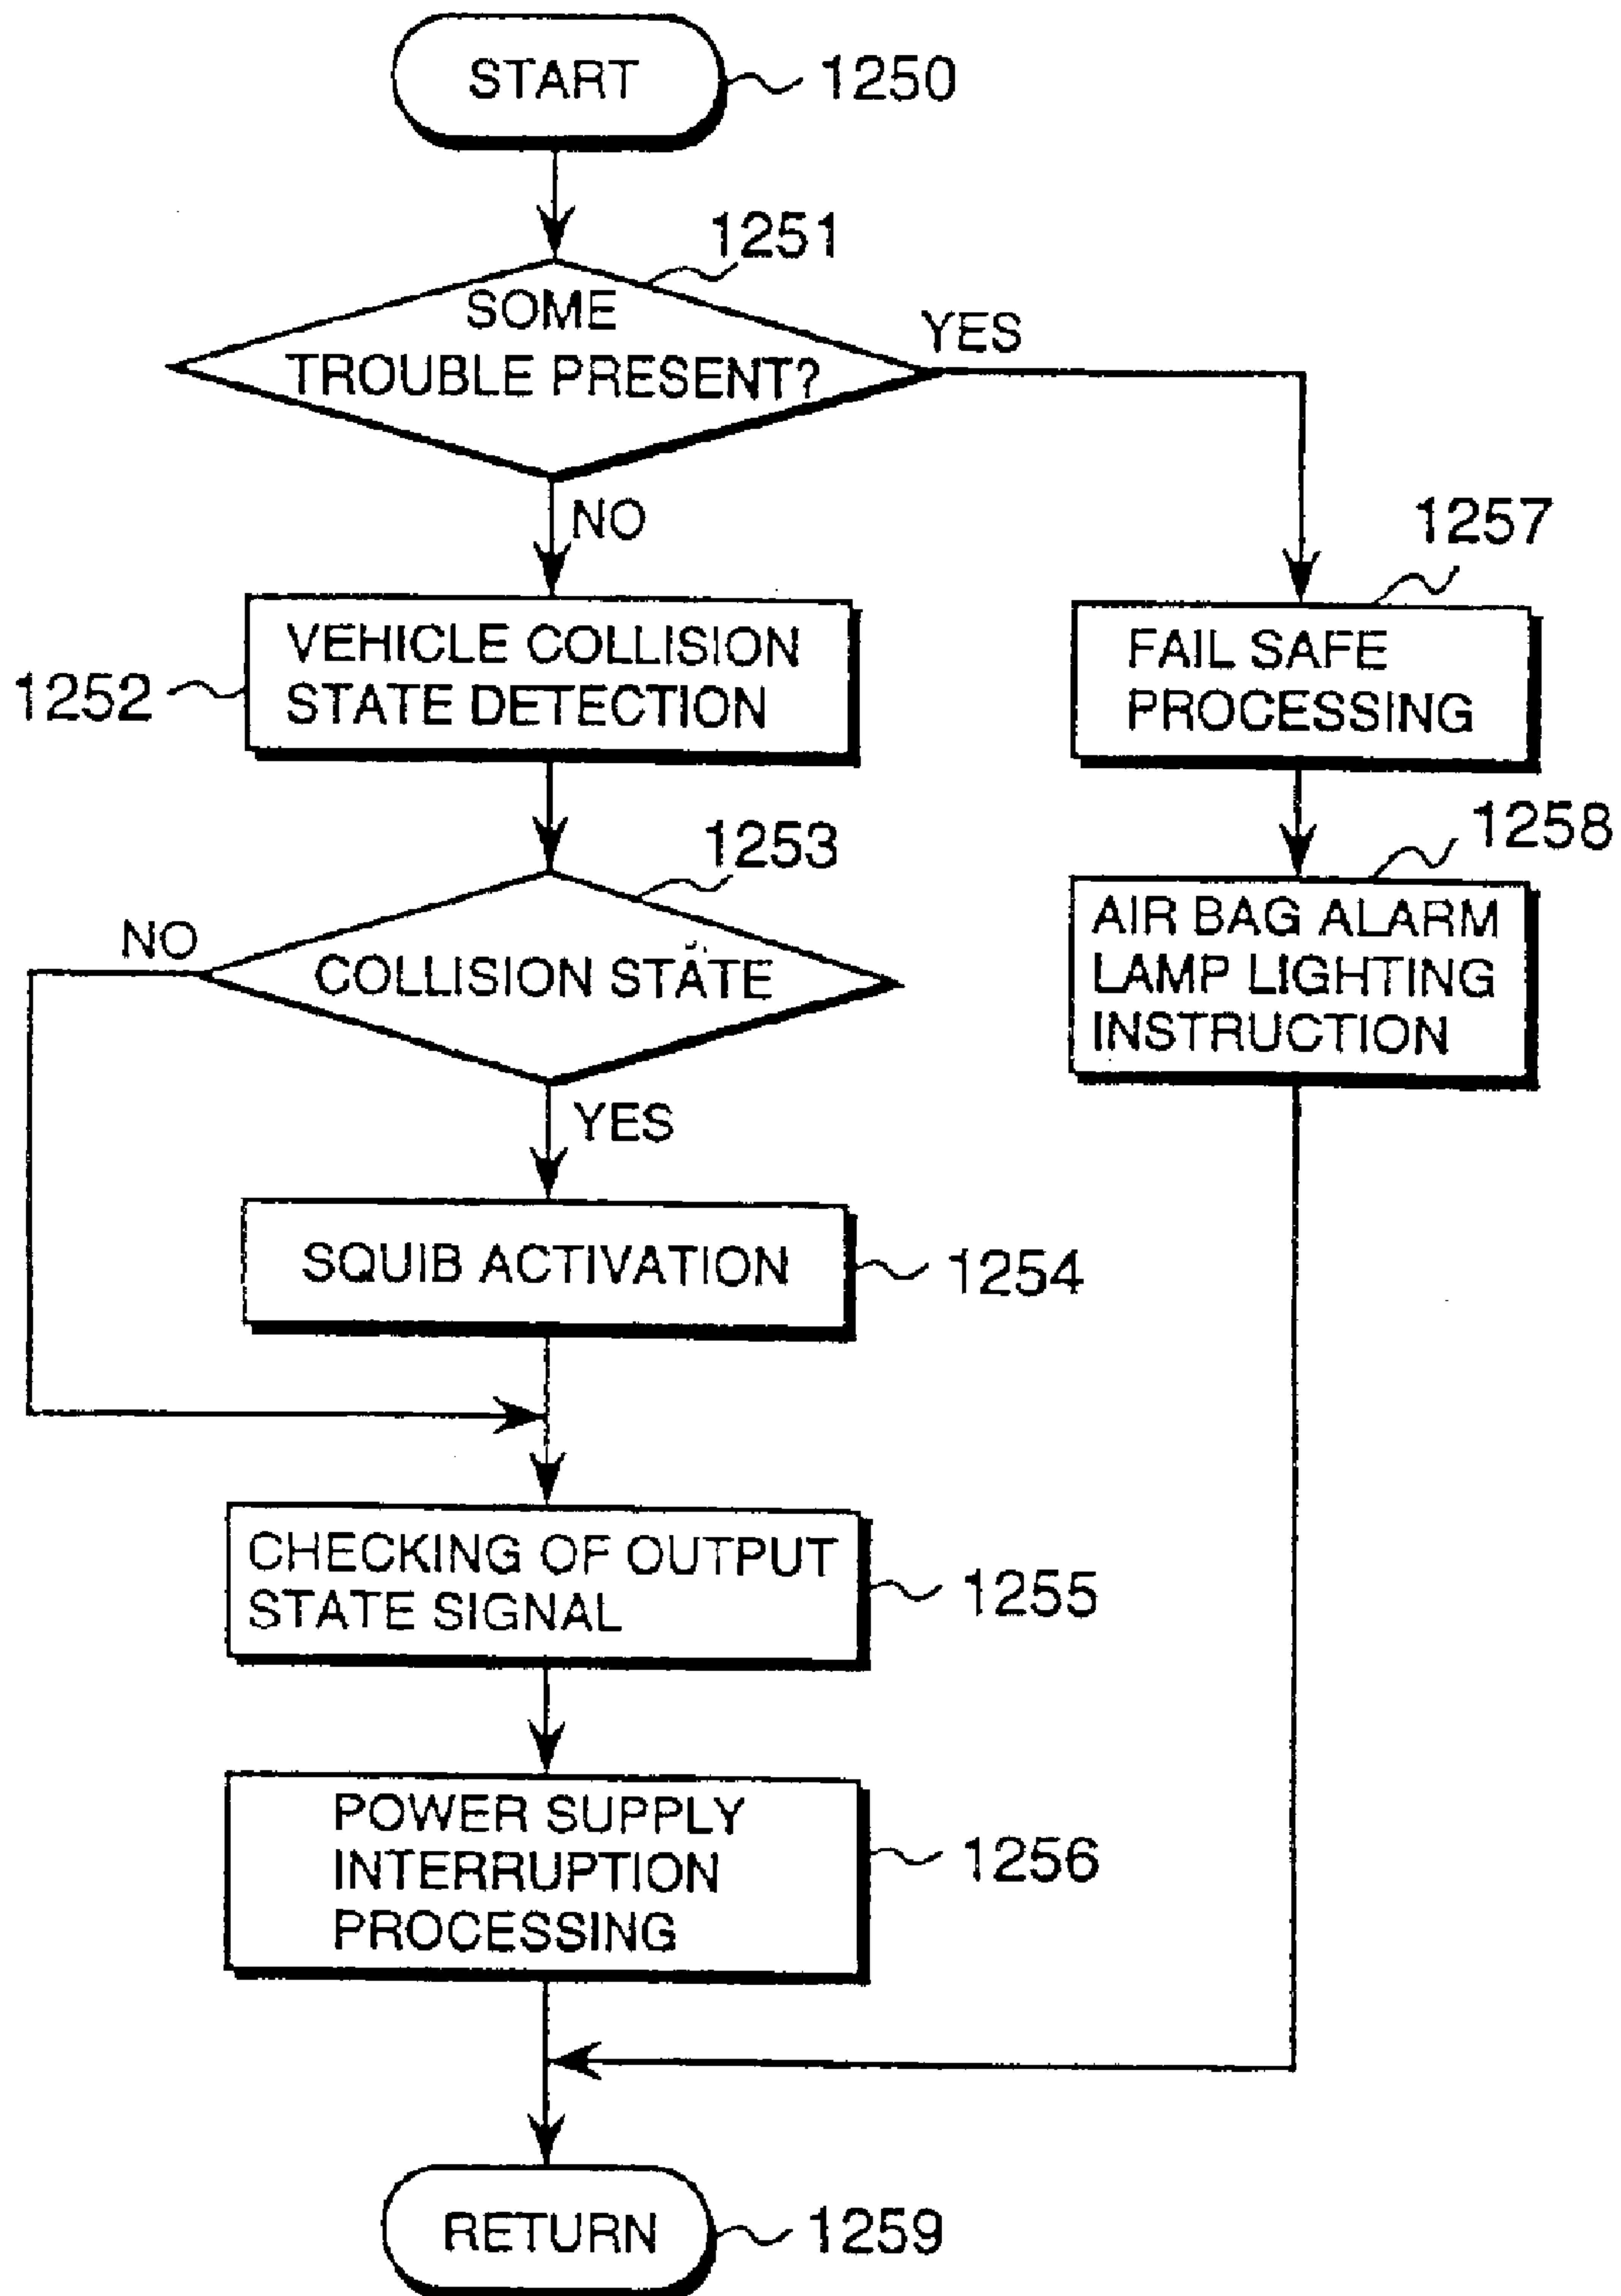 START
1250
1251
SOME
TROUBLE PRESENT?
YES
NO
1257
VEHICLE COLLISION
STATE DETECTION
1252
FAIL SAFE
PROCESSING
1253
1258
NO
COLLISION STATE
AIR BAG ALARM
LAMP LIGHTING
INSTRUCTION
YES
SQUIB ACTIVATION
1254
CHECKING OF OUTPUT
STATE SIGNAL
1255
POWER SUPPLY
INTERRUPTION
PROCESSING
1256
RETURN
1259